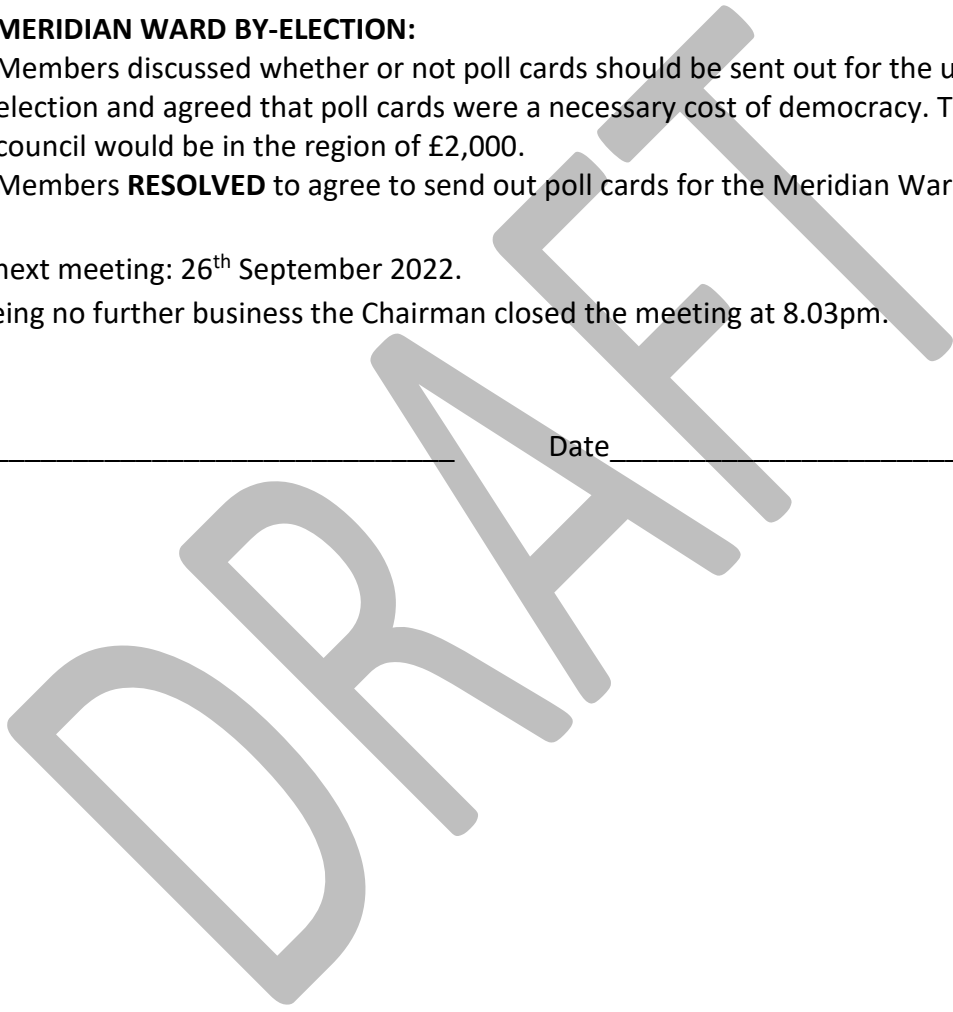 MERIDIAN WARD BY-ELECTION:
Members discussed whether or not poll cards should be sent out for the u
election and agreed that poll cards were a necessary cost of democracy. T
council would be in the region of £2,000.
Members RESOLVED to agree to send out poll cards for the Meridian War
next meeting: 26th September 2022.
eing no further business the Chairman closed the meeting at 8.03pm.
____________________________ Date______________________
DRAFT